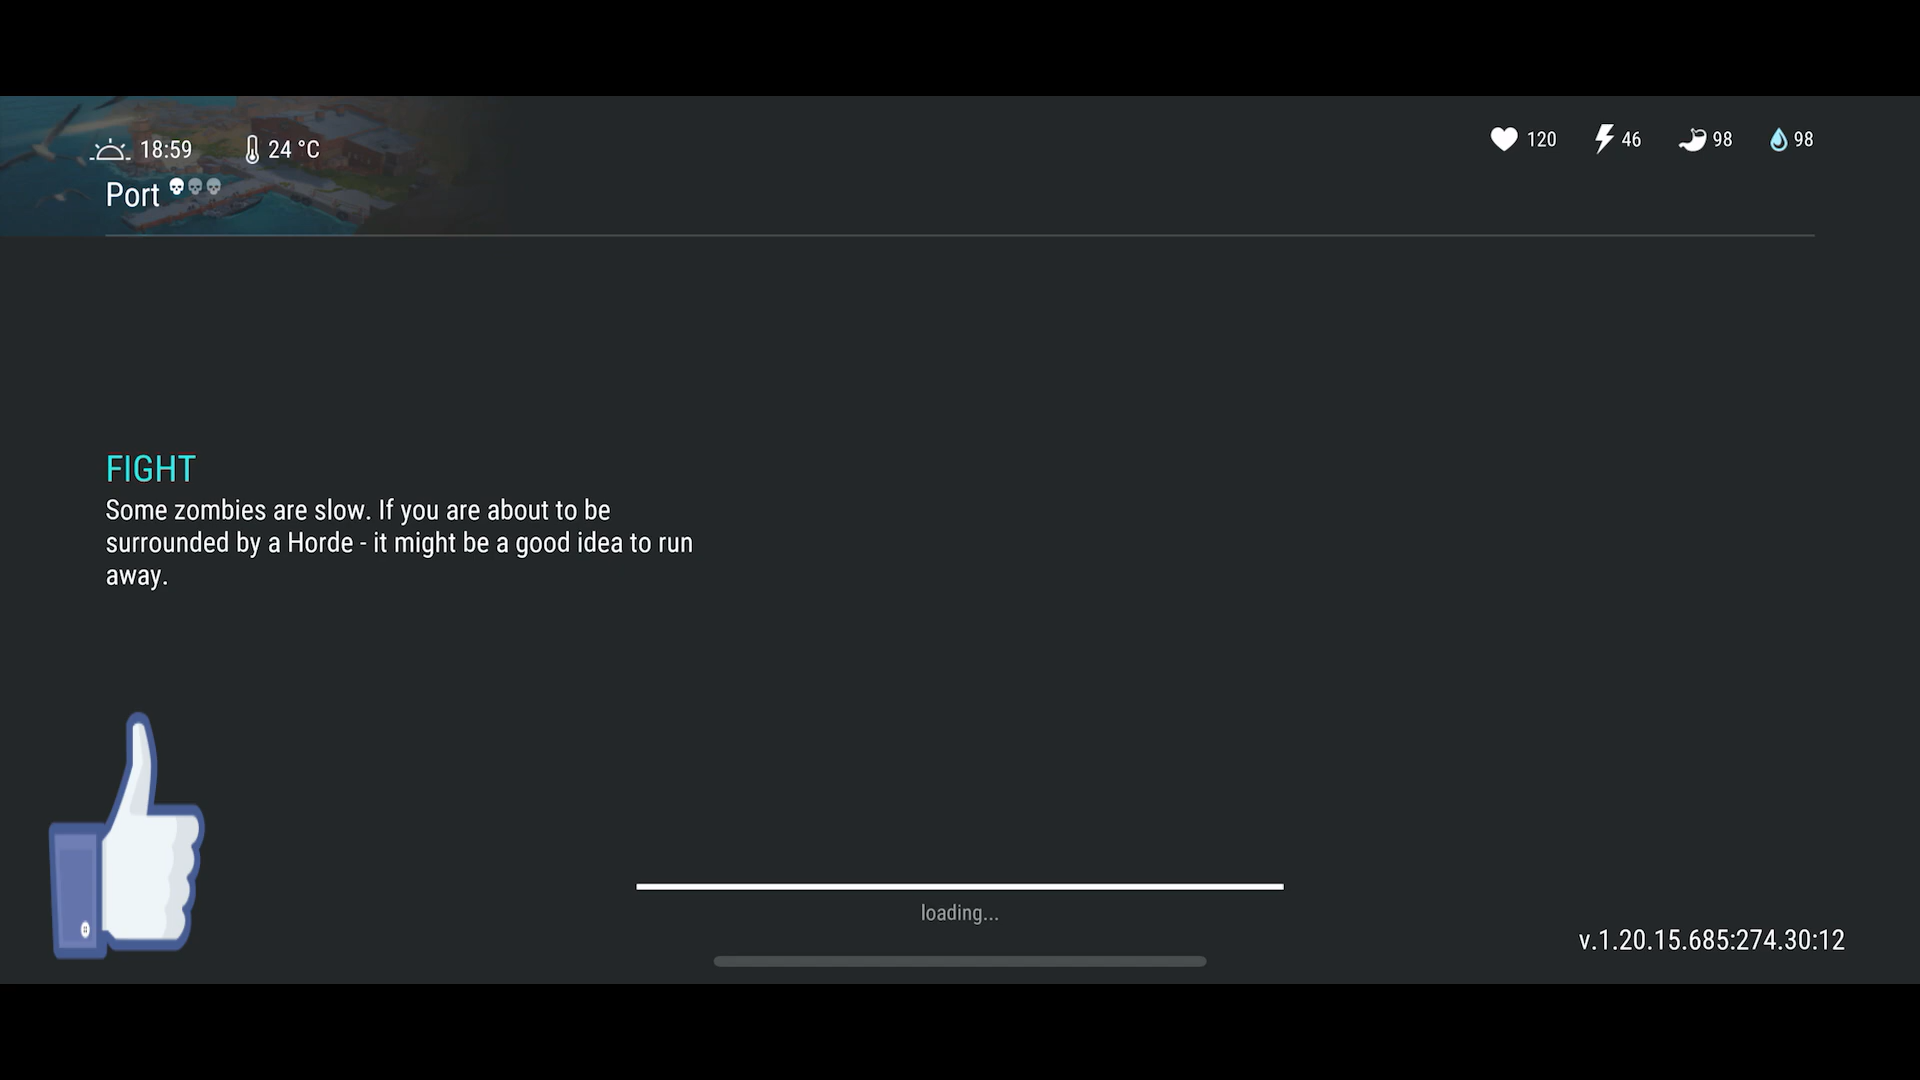 18:59 24 °C
120 46 98 98
Port
FIGHT
Some zombies are slow. If you are about to be
surrounded by a Horde - it might be a good idea to run
away.
loading...
v.1.20.15.685:274.30:12